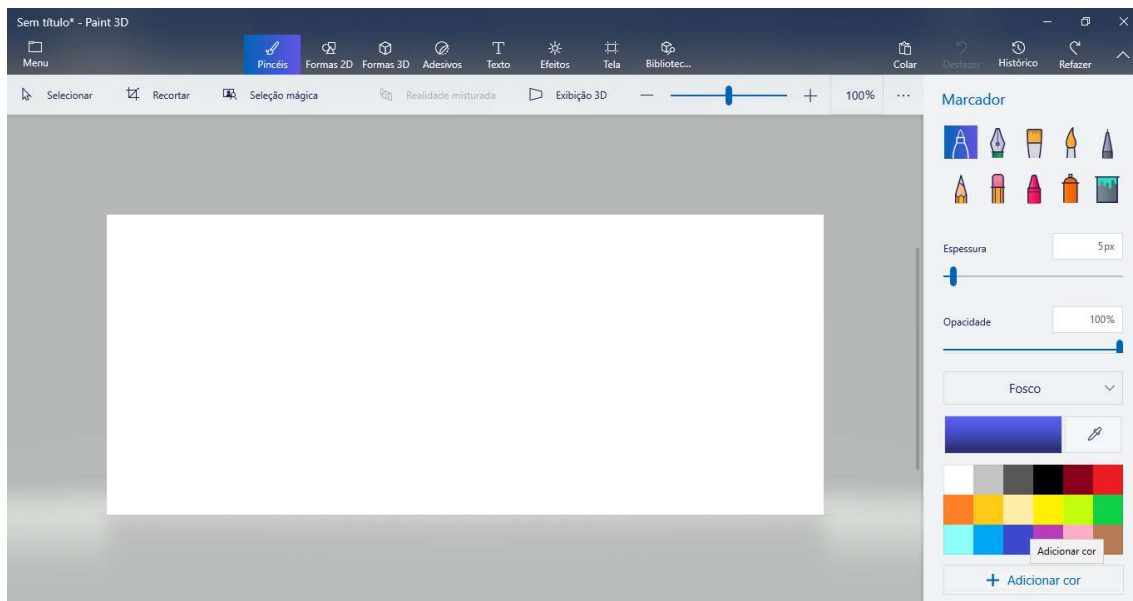 Sem título* - Paint 3D
Menu
Pincéis
Formas 2D
Formas 3D
Adesivos
Texto
Efeitos
Tela
Bibliotec...
Colar
Desfazer
Histórico
Refazer
Selecionar
Recortar
Seleção mágica
Realidade misturada
Exibição 3D
100%
...
Marcador
Espessura
5px
Opacidade
100%
Fosco
Adicionar cor
+ Adicionar cor